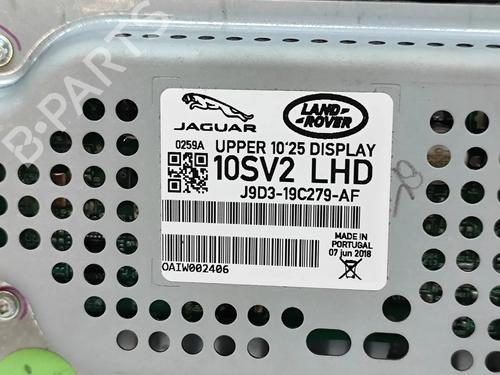 B-PARTS
JAGUAR
LAND-
ROVER
0259A UPPER 10'25 DISPLAY
10SV2 LHD
J9D3-19C279-AF
MADE IN
PORTUGAL
07 jun 2018
OAIW002406